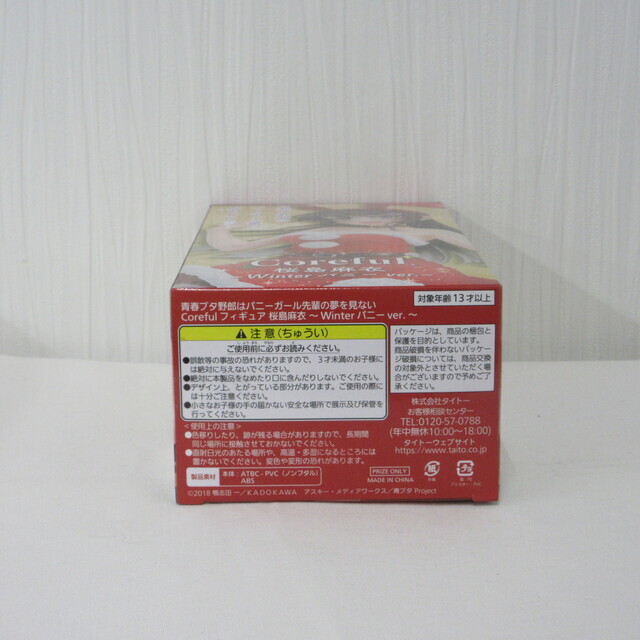 Coreful
桜島麻衣
Winter バニー ver.～
青春ブタ野郎はバニーガール先輩の夢を見ない
Coreful フィギュア 桜島麻衣 ～ Winter バニー ver. ～
対象年齢 13才以上
注意（ちゅうい）
ご使用前に必ずお読みください。
●誤飲等の事故の恐れがありますので、3才未満のお子様には絶対に与えないでください。
●絶対に本製品をなめたり口に含んだりしないでください。
●デザイン上、とがっている部分があります。ご使用の際には十分ご注意ください。
●小さなお子様の手の届かない安全な場所で展示及び保管を行ってください。
＜使用上の注意＞
●色移りしたり、跡が残る場合がありますので、長期間同じ場所に接触させておかないでください。
●直射日光のあたる場所や、高温・多湿になるところには置かないでください。変色や変形の恐れがあります。
製品素材
本体 ATBC-PVC（ノンフタル）
ABS
©2018 鴨志田 一／KADOKAWA アスキー・メディアワークス／青ブタ Project
パッケージは、商品の梱包と
保護を目的としています。
商品破損を伴わないパッケー
ジ破損については、商品交換
の対象外とさせていただく場
合がございますので予めご了
承ください。
株式会社タイトー
お客様相談センター
TEL:0120-57-0788
(年中無休10:00〜18:00)
タイトーウェブサイト
https://www.taito.co.jp
PRIZE ONLY
MADE IN CHINA
紙
外箱
プラ